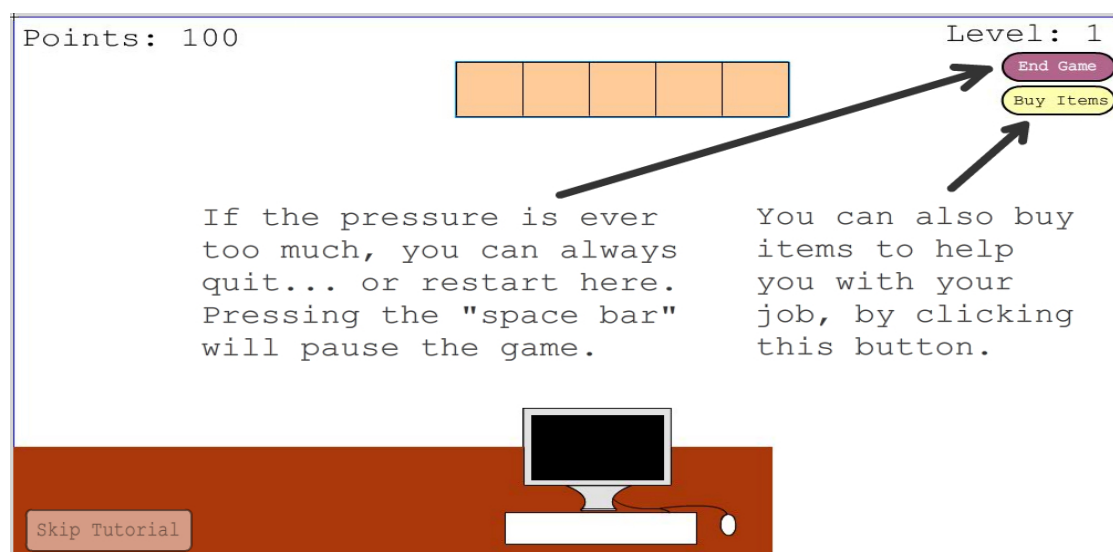 Points: 100
Level: 1
End Game
Buy Items
If the pressure is ever
too much, you can always
quit... or restart here.
Pressing the "space bar"
will pause the game.
You can also buy
items to help
you with your
job, by clicking
this button.
Skip Tutorial